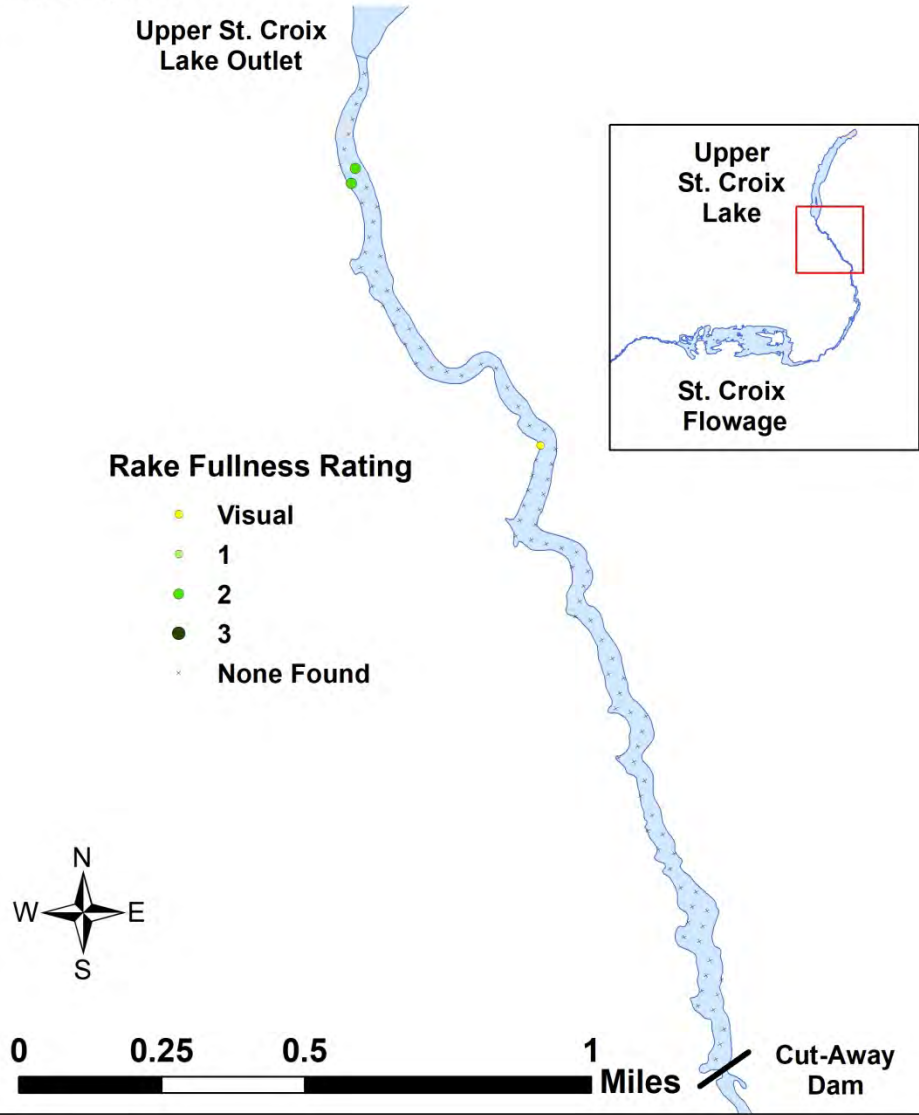 Upper St. Croix
Lake Outlet
Upper
St. Croix
Lake
St. Croix
Flowage
Rake Fullness Rating
Visual
1
2
3
None Found
N
W E
S
0 0.25 0.5 1 Miles
Cut-Away
Dam